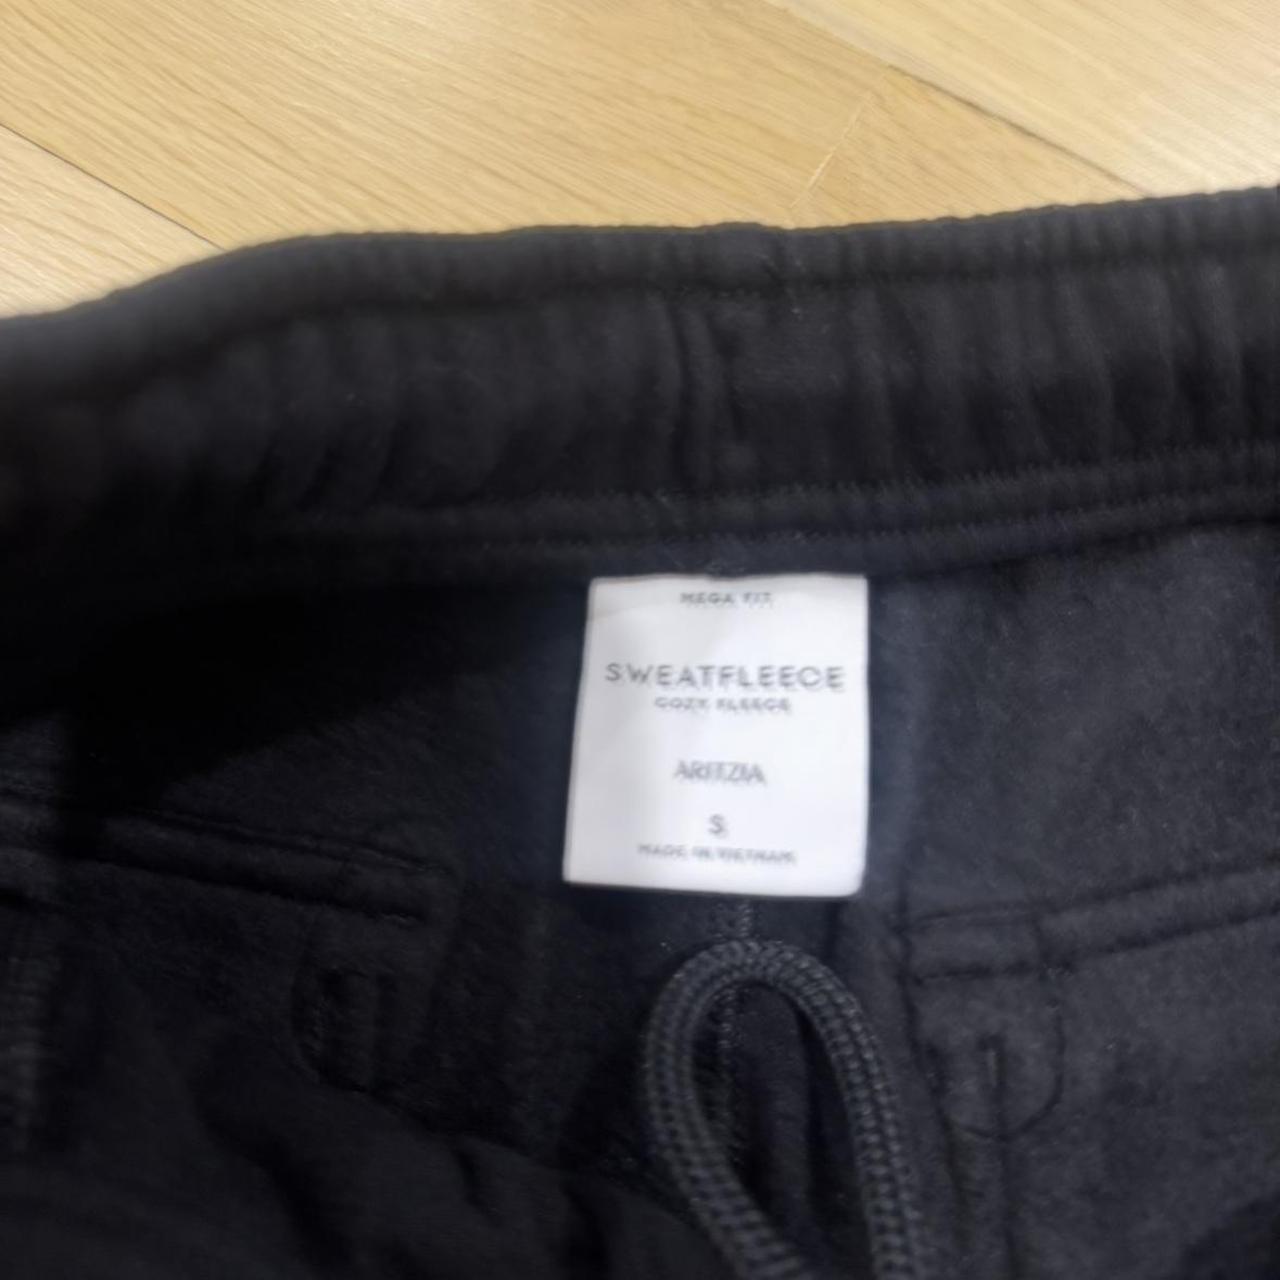 MEGA FIT
SWEATFLEECE
COZY FLEECE
ARITZIA
S
MADE IN VIETNAM